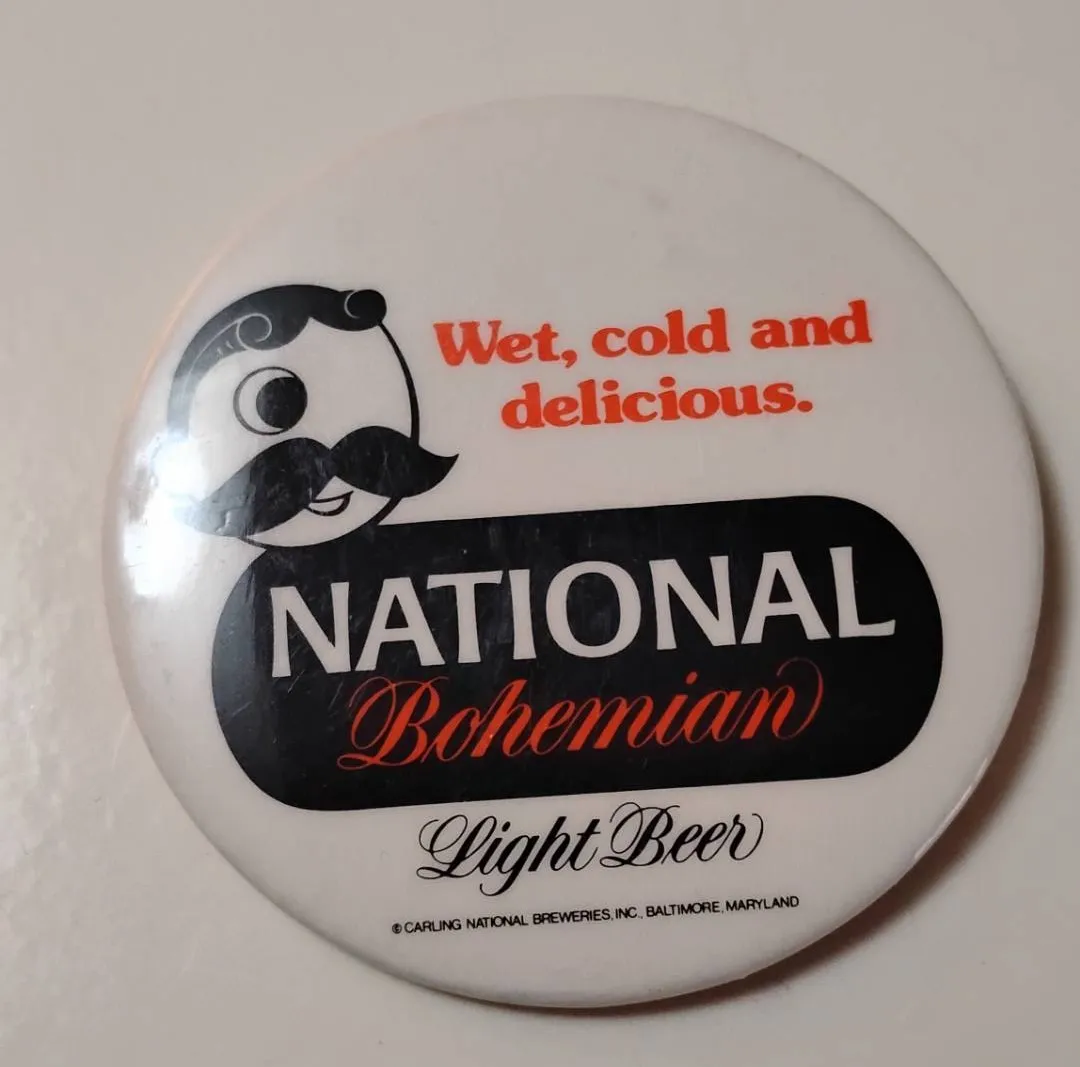 Wet, cold and
delicious.
NATIONAL
Bohemian
Light Beer
© CARLING NATIONAL BREWERIES, INC., BALTIMORE, MARYLAND